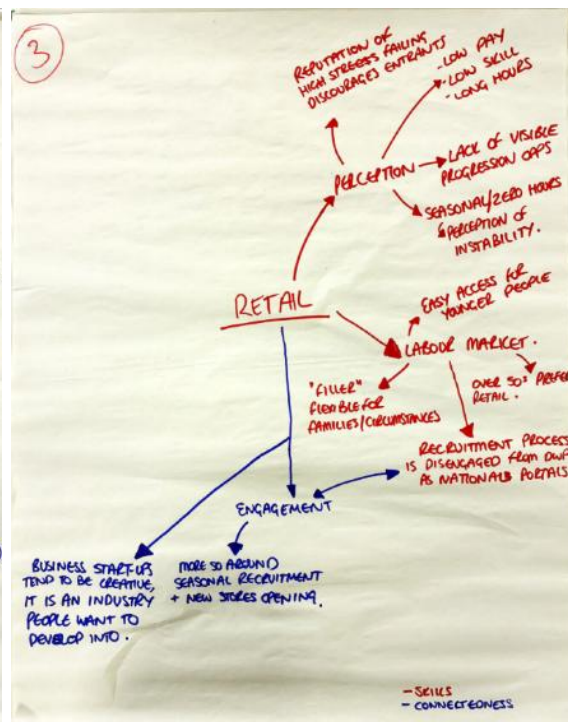 3
REPUTATION OF
HIGH STREETS FAILING
DISCOURAGES ENTRANTS
- LOW PAY
- LOW SKILL
- LONG HOURS
PERCEPTION
LACK OF VISIBLE
PROGRESSION OPPS
SEASONAL/ZERO HOURS
& PERCEPTION OF
INSTABILITY.
RETAIL
EASY ACCESS FOR
YOUNGER PEOPLE
LABOUR MARKET.
"FILLER"
FLEXIBLE FOR
FAMILIES/CIRCUMSTANCES
OVER 50s PREFER
RETAIL.
RECRUITMENT PROCESS
IS DISENGAGED FROM DWP
AS NATIONAL PORTALS
ENGAGEMENT
BUSINESS START-UPS
TEND TO BE CREATIVE,
IT IS AN INDUSTRY
PEOPLE WANT TO
DEVELOP INTO.
MORE SO AROUND
SEASONAL RECRUITMENT
+ NEW STORES OPENING.
- SKILLS
- CONNECTEDNESS